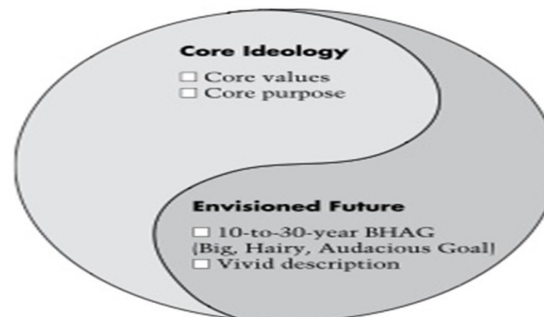 Core Ideology
☐ Core values
☐ Core purpose
Envisioned Future
☐ 10-to-30-year BHAG
(Big, Hairy, Audacious Goal)
☐ Vivid description